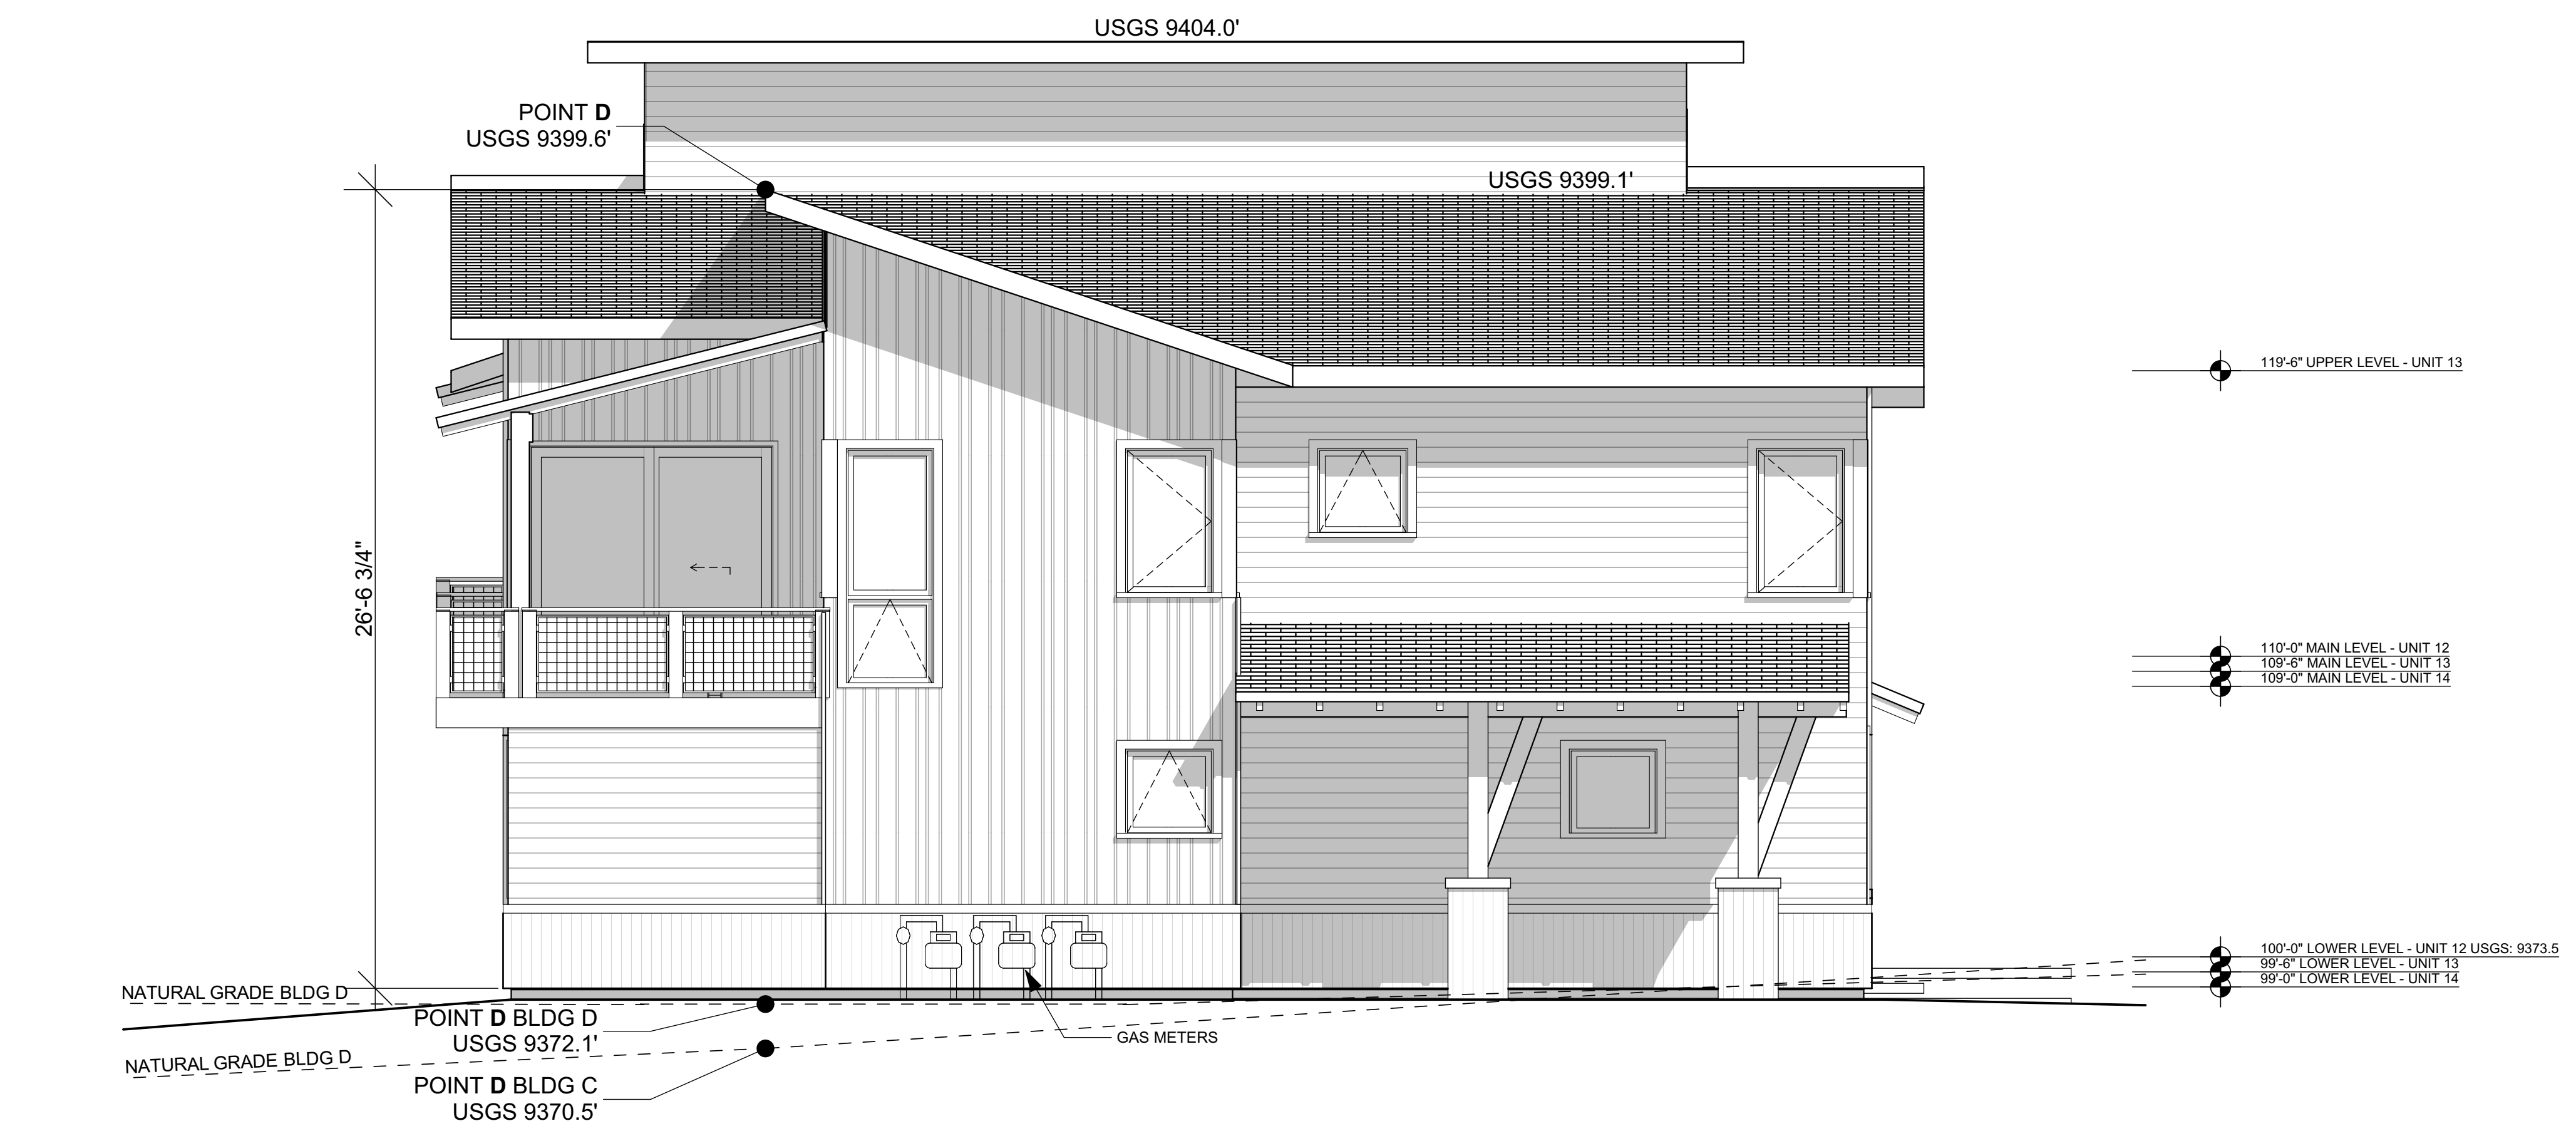 USGS 9404.0'
POINT D
USGS 9399.6'
USGS 9399.1'
119'-6" UPPER LEVEL - UNIT 13
26'-6 3/4"
110'-0" MAIN LEVEL - UNIT 12
109'-6" MAIN LEVEL - UNIT 13
109'-0" MAIN LEVEL - UNIT 14
100'-0" LOWER LEVEL - UNIT 12 USGS: 9373.5
99'-6" LOWER LEVEL - UNIT 13
99'-0" LOWER LEVEL - UNIT 14
NATURAL GRADE BLDG D
POINT D BLDG D
USGS 9372.1'
GAS METERS
NATURAL GRADE BLDG D
POINT D BLDG C
USGS 9370.5'